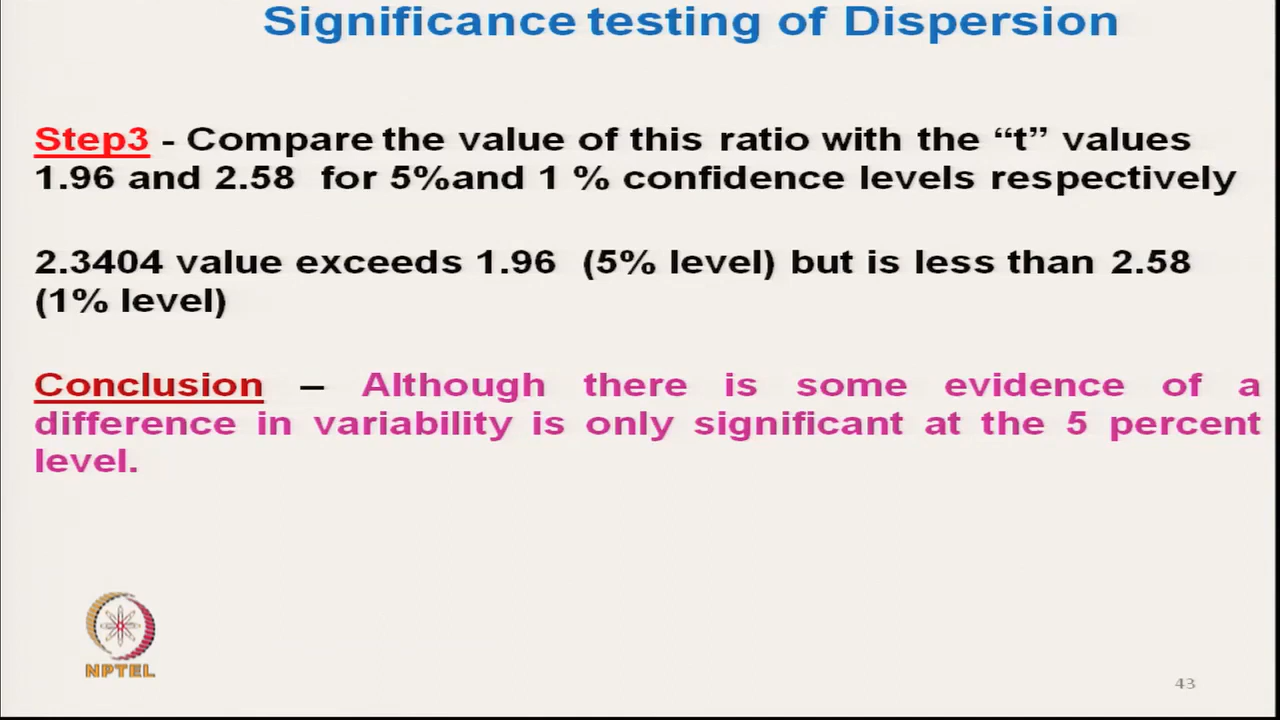 Significance testing of Dispersion
Step3 - Compare the value of this ratio with the “t” values
1.96 and 2.58 for 5%and 1 % confidence levels respectively
2.3404 value exceeds 1.96 (5% level) but is less than 2.58
(1% level)
Conclusion – Although there is some evidence of a
difference in variability is only significant at the 5 percent
level.
NPTEL
43